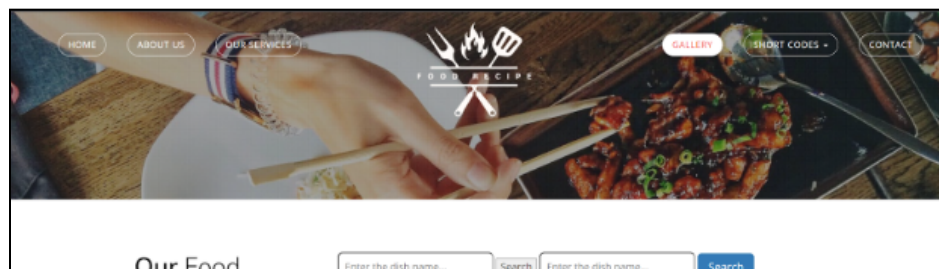 HOME ABOUT US OUR SERVICES GALLERY SHORT CODES CONTACT
FOOD RECIPE
Our Food Enter the dish name... Search Enter the dish name... Search